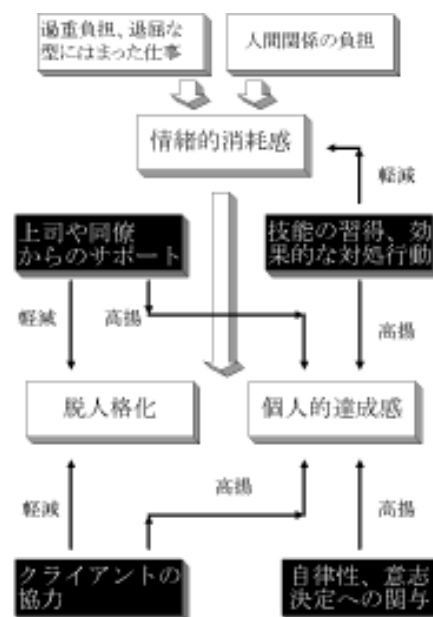 過重負担、退屈な
型にはまった仕事
人間関係の負担
情緒的消耗感
軽減
上司や同僚
からのサポート
技能の習得、効
果的な対処行動
軽減
高揚
高揚
脱人格化
個人的達成感
高揚
軽減
高揚
クライアントの
協力
自律性、意志
決定への関与